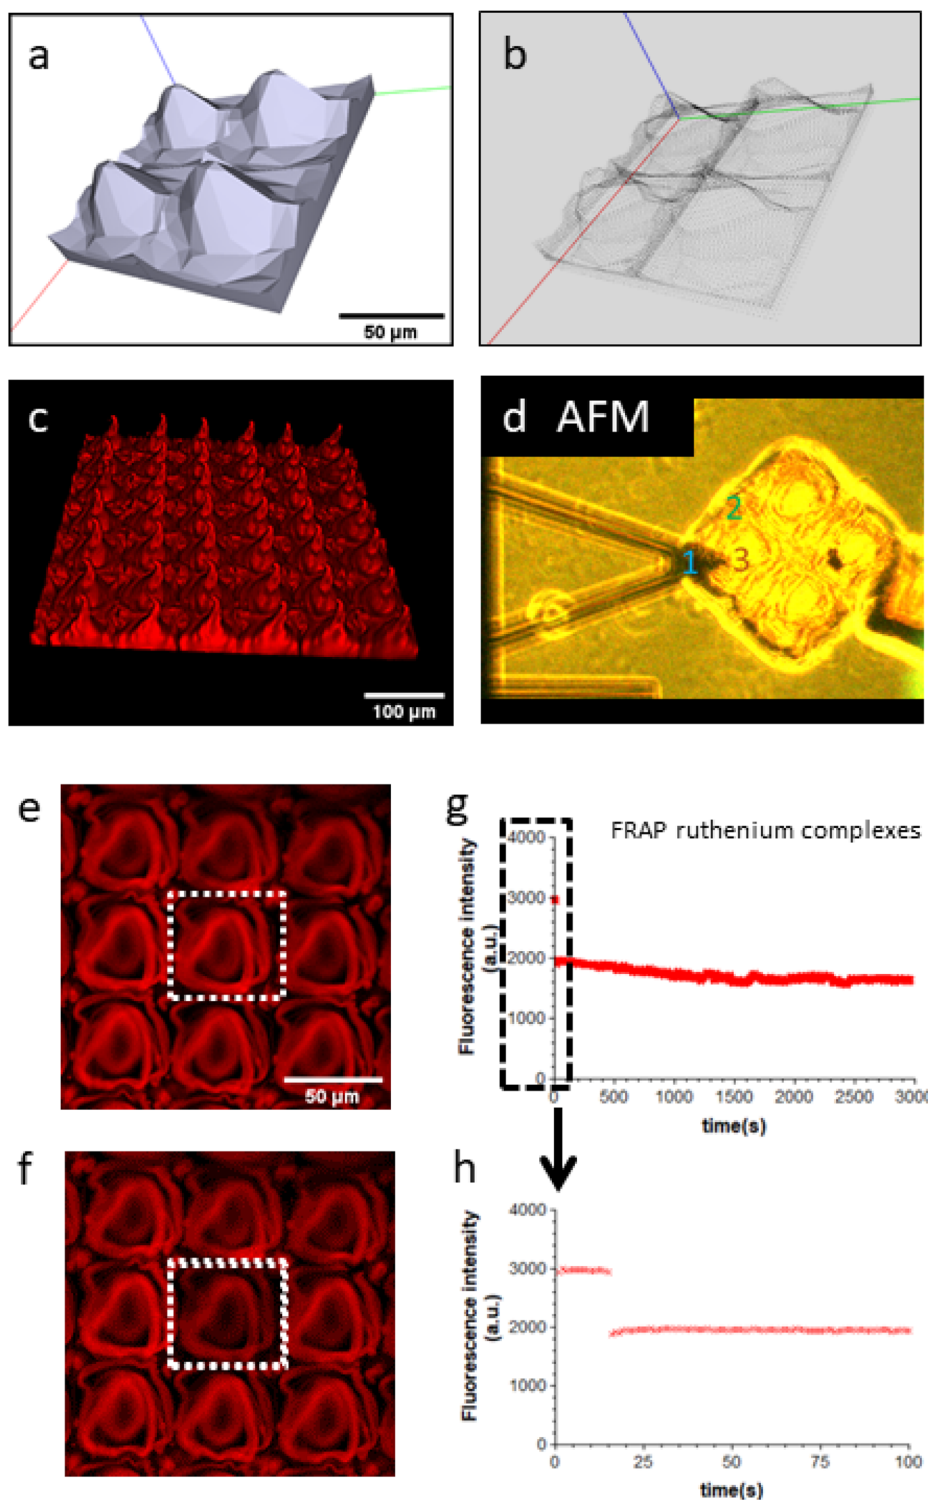 a
b
50 µm
c
100 µm
d AFM
1
2
3
e
50 µm
f
g
FRAP ruthenium complexes
Fluorescence intensity
(a.u.)
4000
3000
2000
1000
0
0 500 1000 1500 2000 2500 3000
time(s)
h
Fluorescence intensity
(a.u.)
4000
3000
2000
1000
0
0 25 50 75 100
time(s)